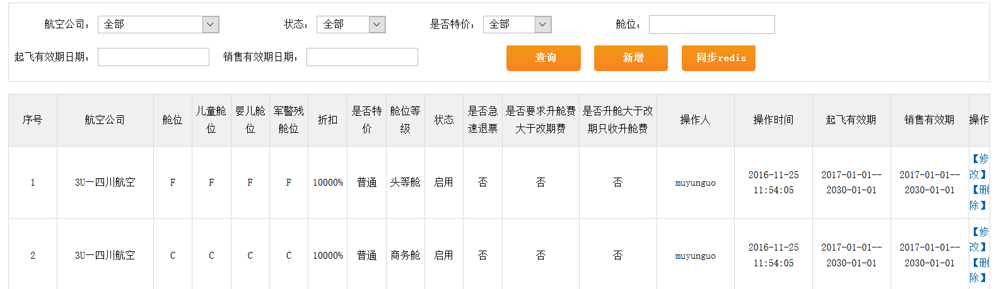 航空公司： 全部 状态： 全部 是否特价： 全部 舱位：
起飞有效期日期： 销售有效期日期： 查询 新增 同步redis
序号 航空公司 舱位 儿童舱位 婴儿舱位 军警残舱位 折扣 是否特价 舱位等级 状态 是否急速退票 是否要求升舱费大于改期费 是否升舱大于改期只收升舱费 操作人 操作时间 起飞有效期 销售有效期 操作
1 3U—四川航空 F F F F 10000% 普通 头等舱 启用 否 否 否 muyunguo 2016-11-25 11:54:05 2017-01-01--2030-01-01 2017-01-01--2030-01-01 【修改】【删除】
2 3U—四川航空 C C C C 10000% 普通 商务舱 启用 否 否 否 muyunguo 2016-11-25 11:54:05 2017-01-01--2030-01-01 2017-01-01--2030-01-01 【修改】【删除】